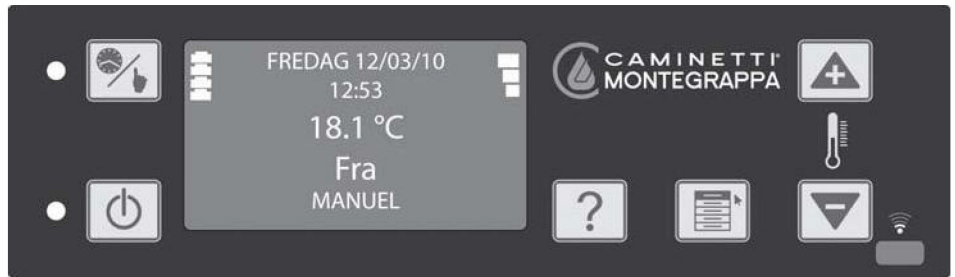 FREDAG 12/03/10
12:53
18.1 °C
Fra
MANUEL
CAMINETTI
MONTEGRAPPA
?